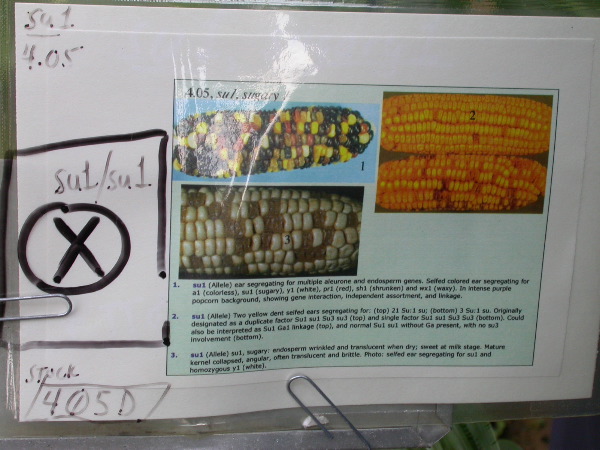 su1
4.05
su1/su1
X
STOCK
405D
4.05, su1, sugary
1
2
3
1. su1 (Allele) ear segregating for multiple aleurone and endosperm genes. Selfed colored ear segregating for
a1 (colorless), su1 (sugary), y1 (white), pr1 (red), sh1 (shrunken) and wx1 (waxy). In intense purple
popcorn background, showing gene interaction, independent assortment, and linkage.
2. su1 (Allele) Two yellow dent selfed ears segregating for: (top) 21 Su:1 su; (bottom) 3 Su:1 su. Originally
designated as a duplicate factor Su1 su1 Su3 su3 (top) and single factor Su1 su1 Su3 Su3 (bottom). Could
also be interpreted as Su1 Ga1 linkage (top), and normal Su1 su1 without Ga present, with no su3
involvement (bottom).
3. su1 (Allele) su1, sugary: endosperm wrinkled and translucent when dry; sweet at milk stage. Mature
kernel collapsed, angular, often translucent and brittle. Photo: selfed ear segregating for su1 and
homozygous y1 (white).